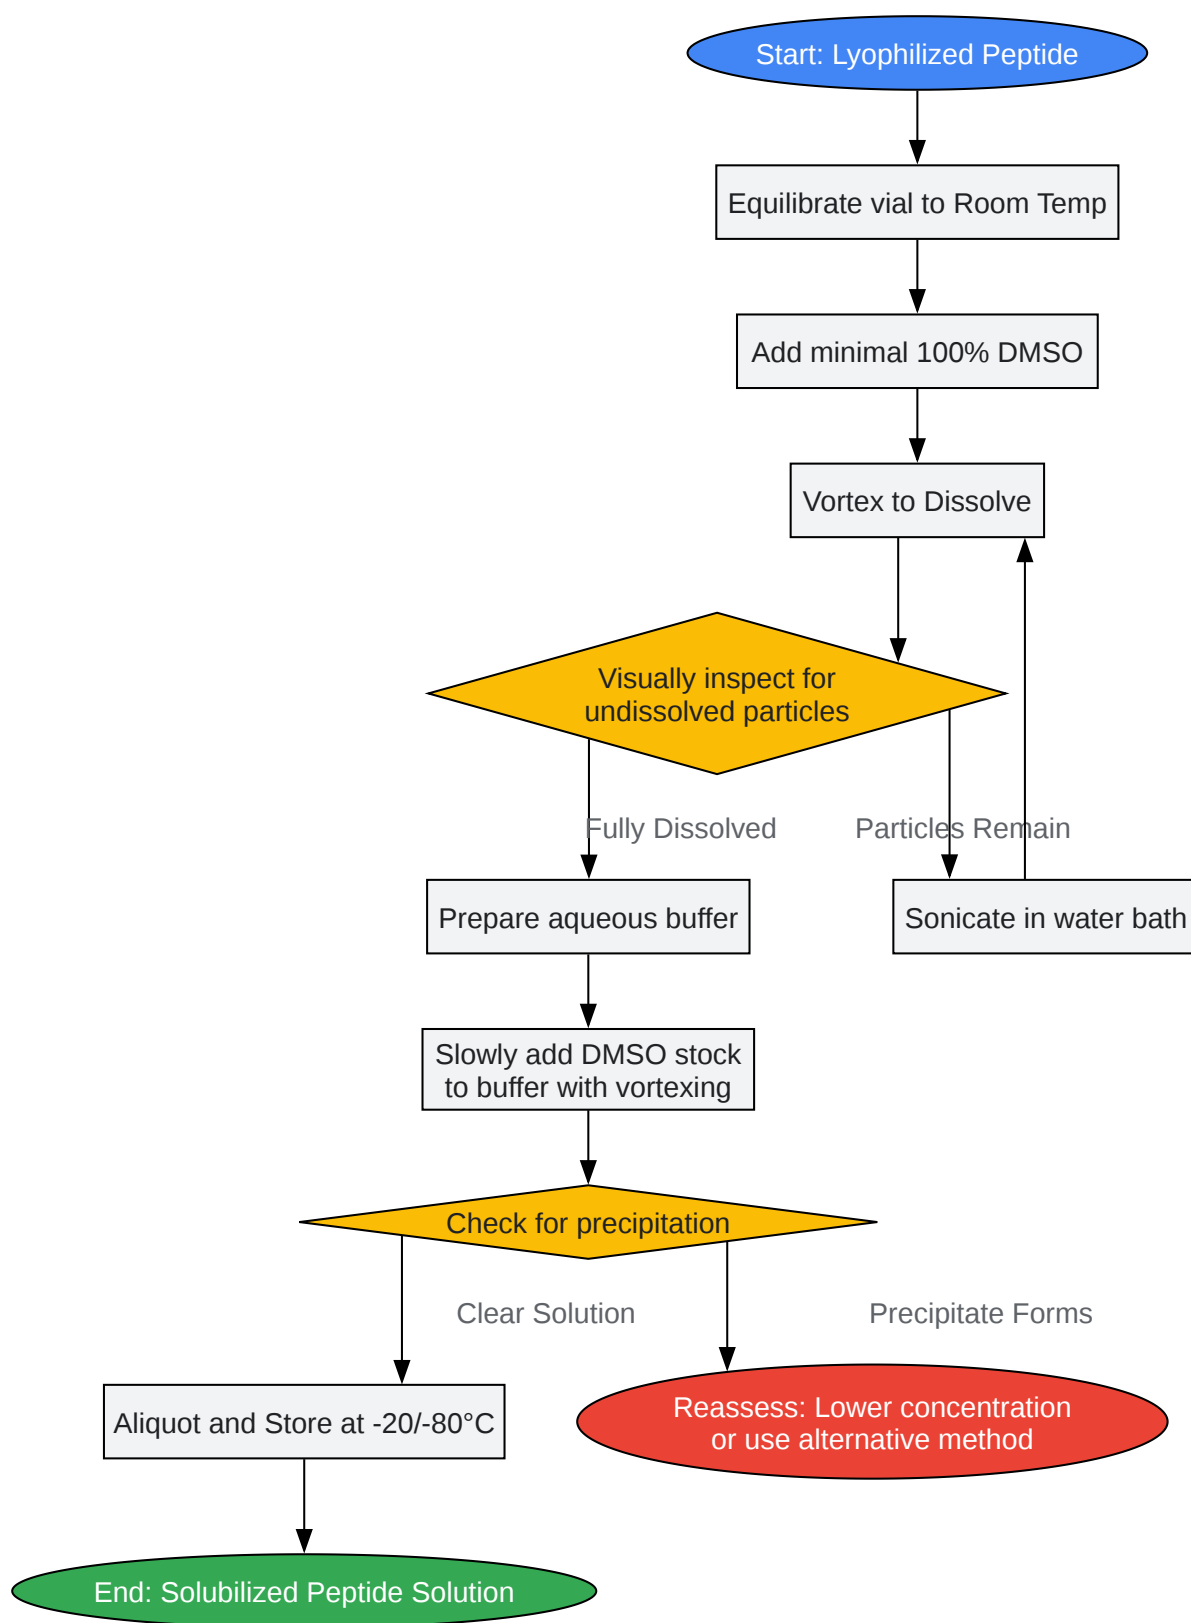 Start: Lyophilized Peptide
Equilibrate vial to Room Temp
Add minimal 100% DMSO
Vortex to Dissolve
Visually inspect for
undissolved particles
Fully Dissolved
Particles Remain
Prepare aqueous buffer
Sonicate in water bath
Slowly add DMSO stock
to buffer with vortexing
Check for precipitation
Clear Solution
Precipitate Forms
Aliquot and Store at -20/-80°C
Reassess: Lower concentration
or use alternative method
End: Solubilized Peptide Solution